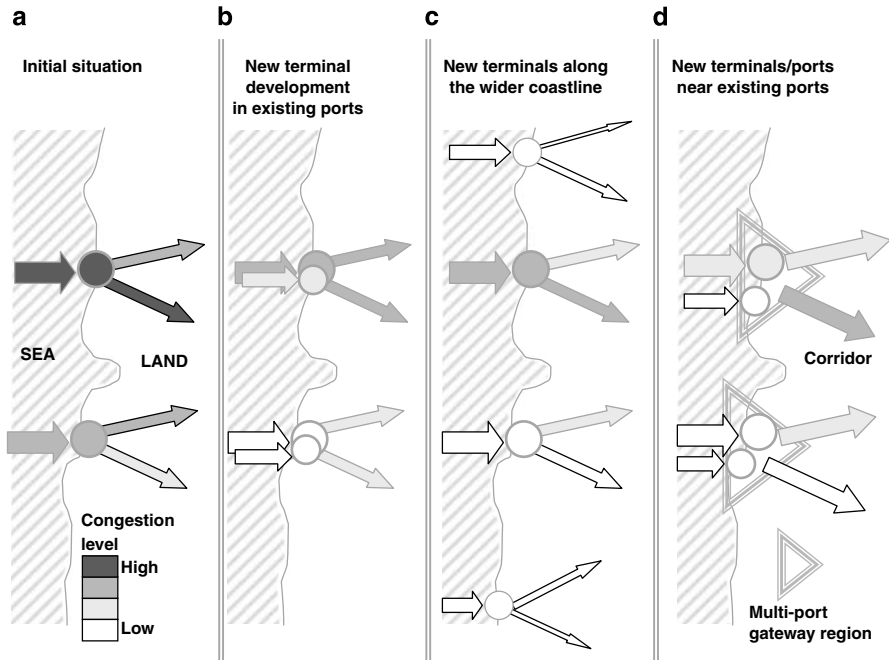 a
Initial situation
SEA
LAND
Congestion
level
High
Low
b
New terminal
development
in existing ports
c
New terminals along
the wider coastline
d
New terminals/ports
near existing ports
Corridor
Multi-port
gateway region